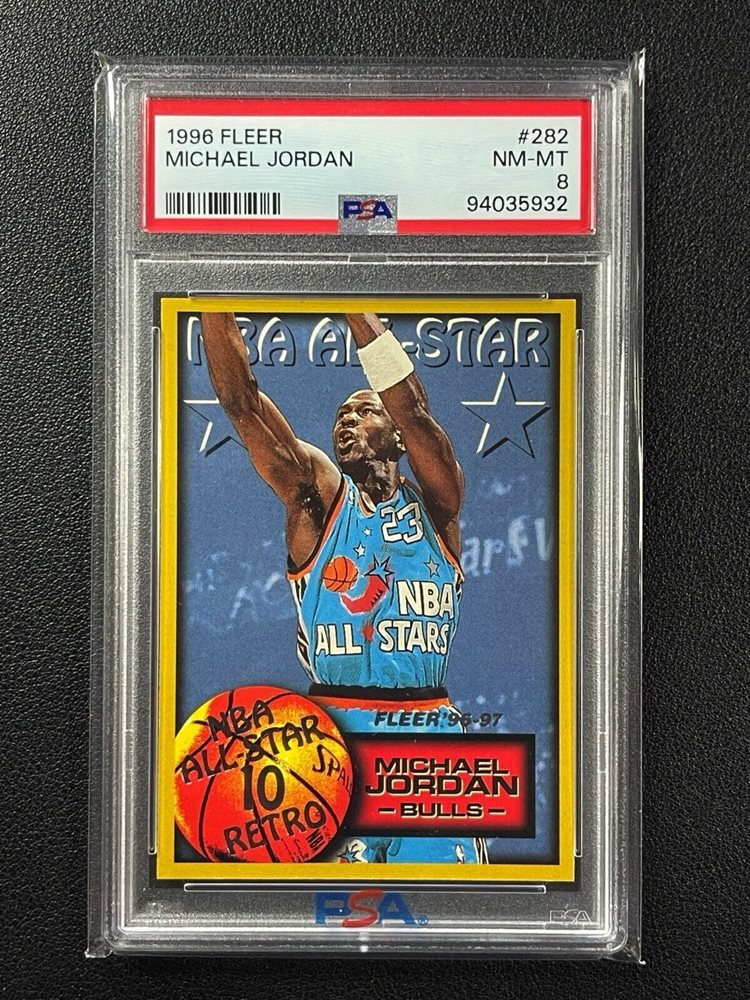 1996 FLEER #282
MICHAEL JORDAN NM-MT
8
PSA 94035932
NBA ALL-STAR
23
NBA
ALL STARS
FLEER '96-97
NBA
ALL-STAR
10
RETRO
MICHAEL
JORDAN
- BULLS -
PSA
PSA